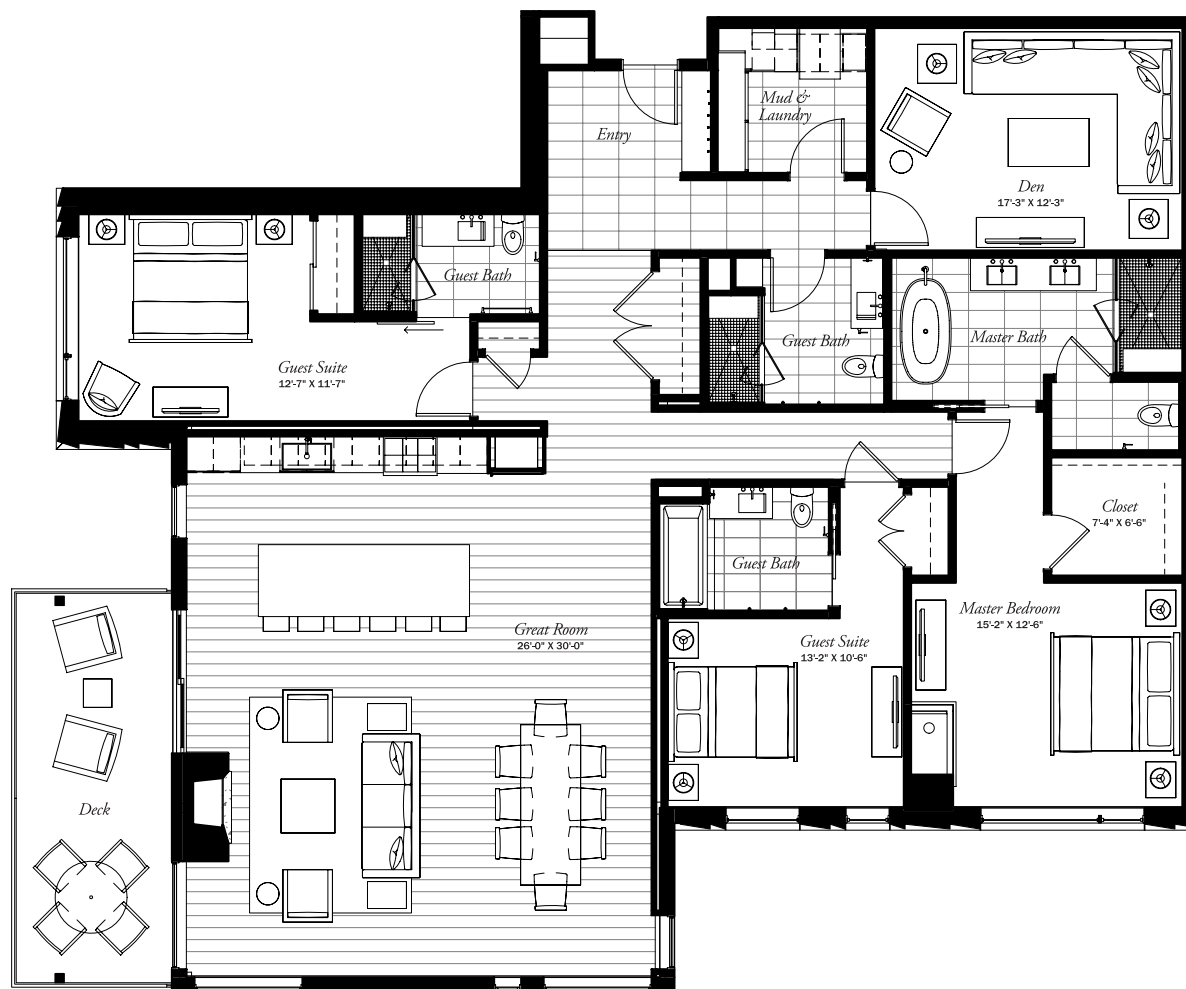 Mud &
Laundry
Entry
Den
17'-3" X 12'-3"
Guest Bath
Guest Suite
12'-7" X 11'-7"
Guest Bath
Master Bath
Closet
7'-4" X 6'-6"
Guest Bath
Master Bedroom
15'-2" X 12'-6"
Great Room
26'-0" X 30'-0"
Guest Suite
13'-2" X 10'-6"
Deck